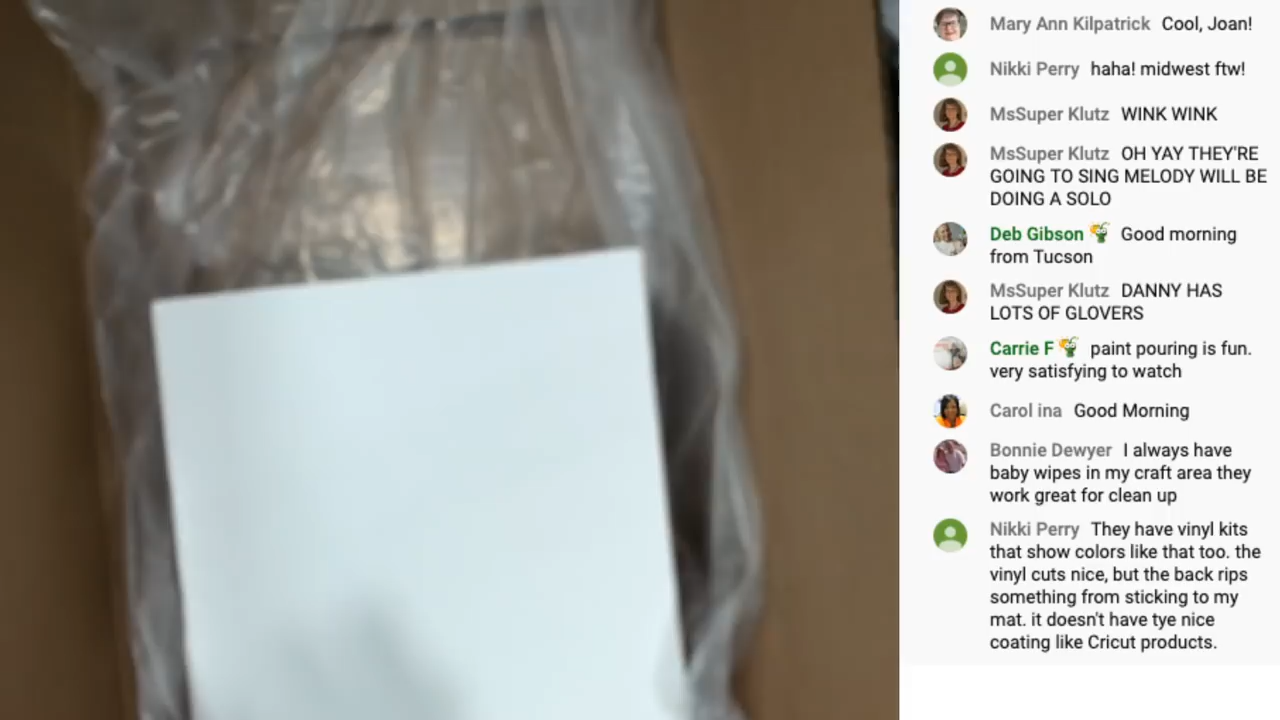 Mary Ann Kilpatrick Cool, Joan!
Nikki Perry haha! midwest ftw!
MsSuper Klutz WINK WINK
MsSuper Klutz OH YAY THEY'RE
GOING TO SING MELODY WILL BE
DOING A SOLO
Deb Gibson Good morning
from Tucson
MsSuper Klutz DANNY HAS
LOTS OF GLOVERS
Carrie F paint pouring is fun.
very satisfying to watch
Carol ina Good Morning
Bonnie Dewyer I always have
baby wipes in my craft area they
work great for clean up
Nikki Perry They have vinyl kits
that show colors like that too. the
vinyl cuts nice, but the back rips
something from sticking to my
mat. it doesn't have tye nice
coating like Cricut products.